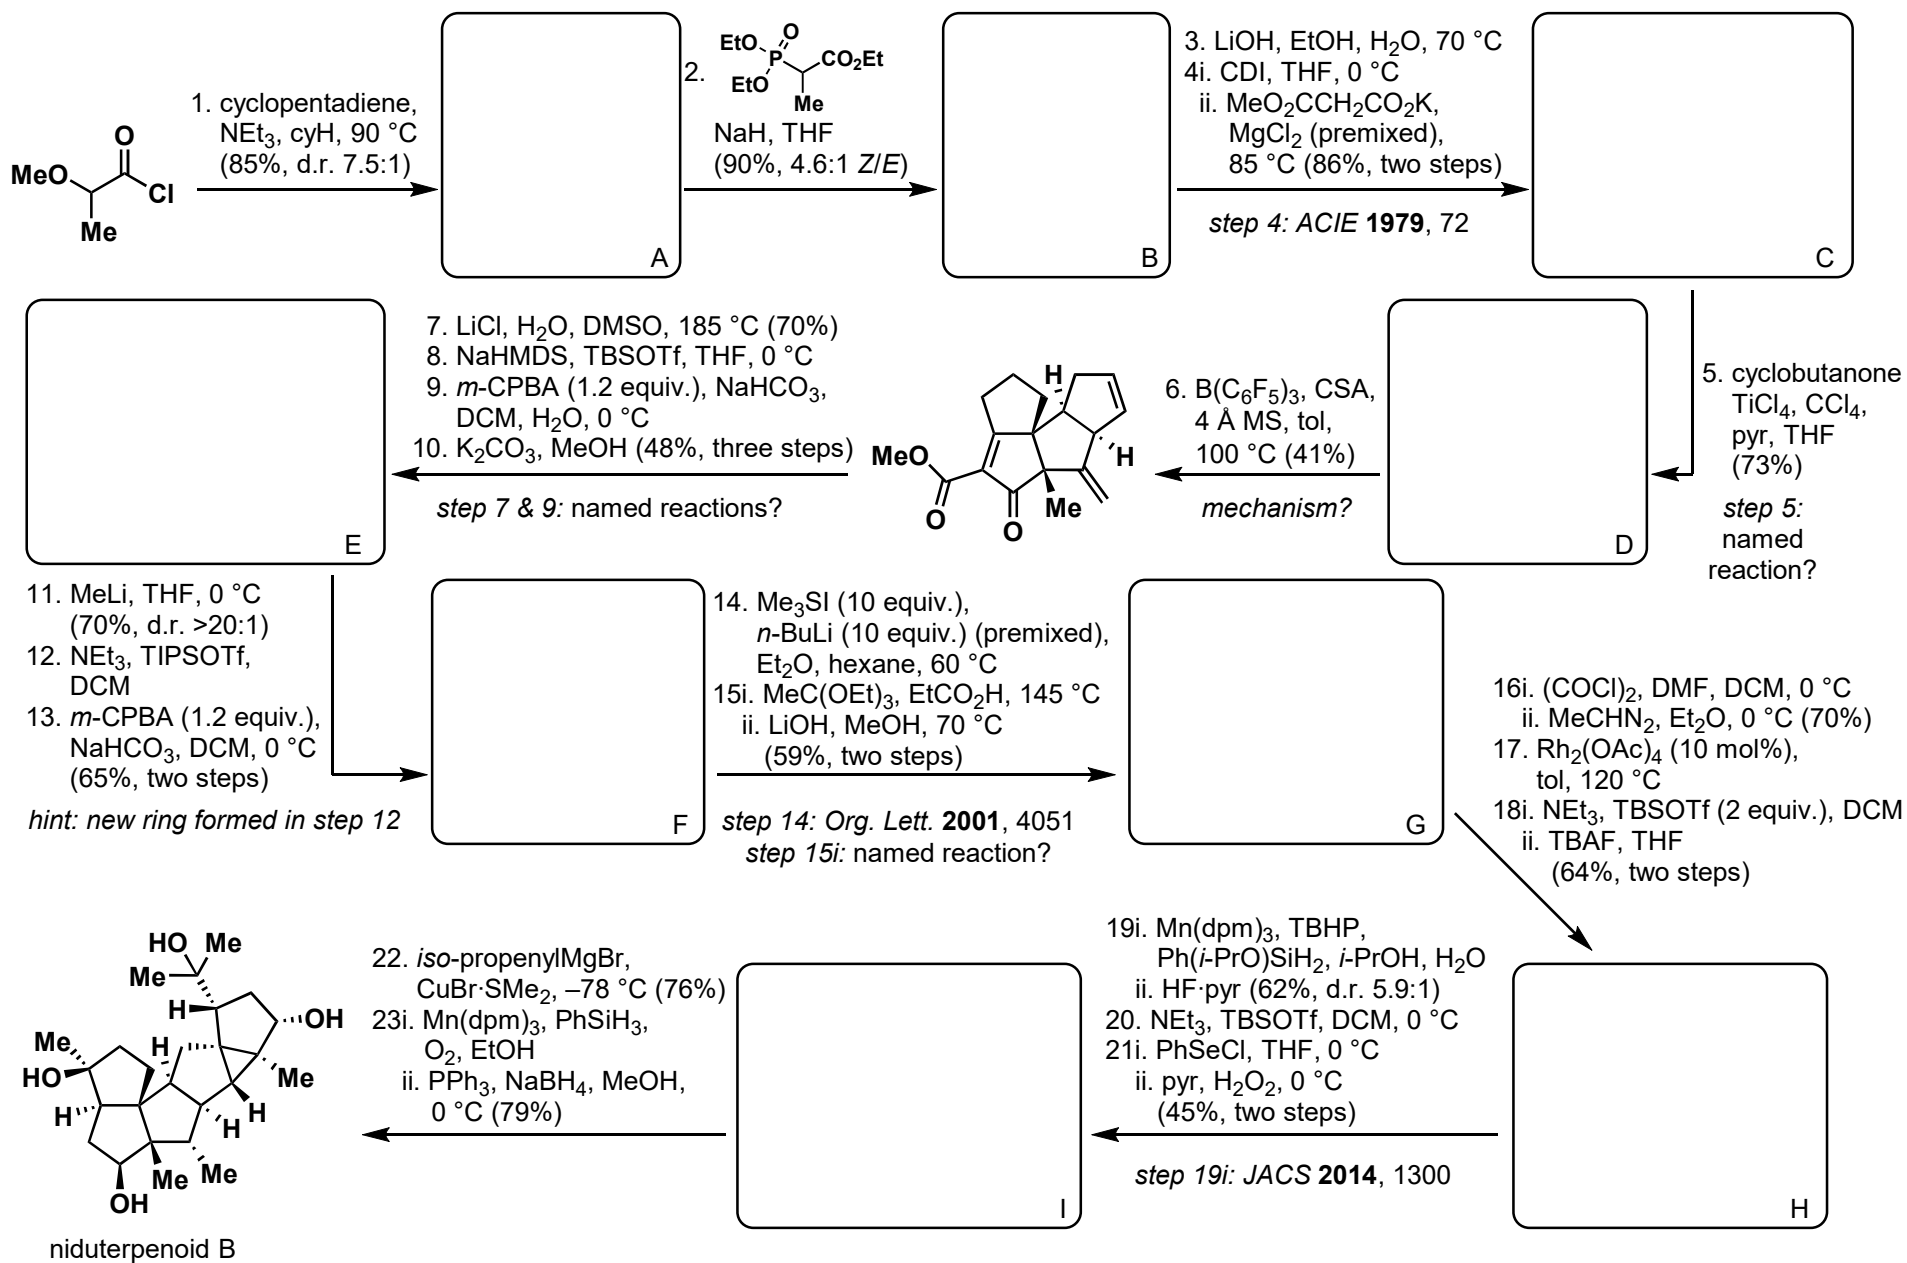 MeO
O
Cl
Me
1. cyclopentadiene,
NEt3, cyH, 90 °C
(85%, d.r. 7.5:1)
A
2.
EtO
O
P
EtO
CO2Et
Me
NaH, THF
(90%, 4.6:1 Z/E)
B
3. LiOH, EtOH, H2O, 70 °C
4i. CDI, THF, 0 °C
ii. MeO2CCH2CO2K,
MgCl2 (premixed),
85 °C (86%, two steps)
step 4: ACIE 1979, 72
C
5. cyclobutanone
TiCl4, CCl4,
pyr, THF
(73%)
step 5:
named
reaction?
D
6. B(C6F5)3, CSA,
4 Å MS, tol,
100 °C (41%)
mechanism?
H
H
MeO
O
O
Me
7. LiCl, H2O, DMSO, 185 °C (70%)
8. NaHMDS, TBSOTf, THF, 0 °C
9. m-CPBA (1.2 equiv.), NaHCO3,
DCM, H2O, 0 °C
10. K2CO3, MeOH (48%, three steps)
step 7 & 9: named reactions?
E
11. MeLi, THF, 0 °C
(70%, d.r. >20:1)
12. NEt3, TIPSOTf,
DCM
13. m-CPBA (1.2 equiv.),
NaHCO3, DCM, 0 °C
(65%, two steps)
hint: new ring formed in step 12
F
14. Me3SI (10 equiv.),
n-BuLi (10 equiv.) (premixed),
Et2O, hexane, 60 °C
15i. MeC(OEt)3, EtCO2H, 145 °C
ii. LiOH, MeOH, 70 °C
(59%, two steps)
step 14: Org. Lett. 2001, 4051
step 15i: named reaction?
G
16i. (COCl)2, DMF, DCM, 0 °C
ii. MeCHN2, Et2O, 0 °C (70%)
17. Rh2(OAc)4 (10 mol%),
tol, 120 °C
18i. NEt3, TBSOTf (2 equiv.), DCM
ii. TBAF, THF
(64%, two steps)
H
19i. Mn(dpm)3, TBHP,
Ph(i-PrO)SiH2, i-PrOH, H2O
ii. HF·pyr (62%, d.r. 5.9:1)
20. NEt3, TBSOTf, DCM, 0 °C
21i. PhSeCl, THF, 0 °C
ii. pyr, H2O2, 0 °C
(45%, two steps)
step 19i: JACS 2014, 1300
I
22. iso-propenylMgBr,
CuBr·SMe2, –78 °C (76%)
23i. Mn(dpm)3, PhSiH3,
O2, EtOH
ii. PPh3, NaBH4, MeOH,
0 °C (79%)
HO Me
Me
H
OH
Me
HO
H
Me
H
H
H
Me
Me
OH
niduterpenoid B